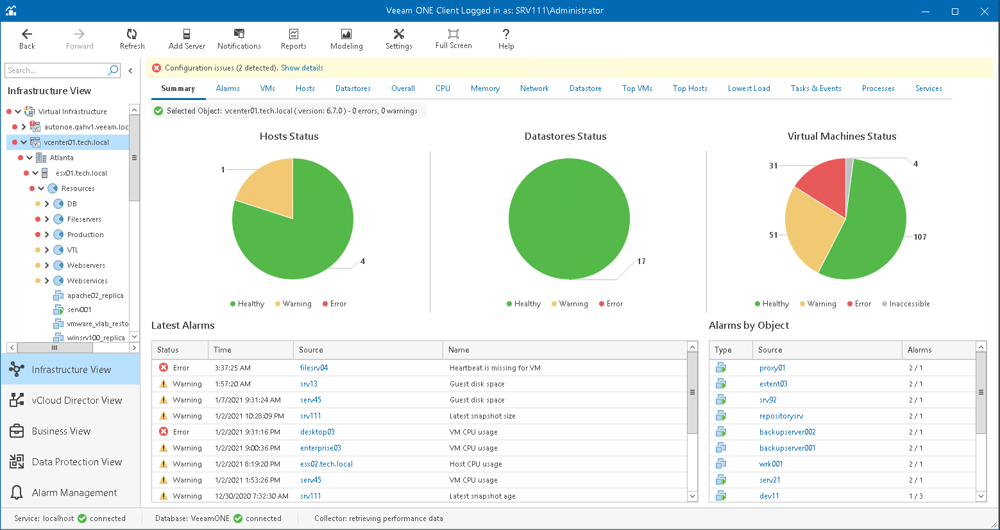 Veeam ONE Client Logged in as: SRV111\Administrator
Back Forward Refresh Add Server Notifications Reports Modeling Settings Full Screen Help
Search...
Configuration issues (2 detected). Show details
Infrastructure View
Summary Alarms VMs Hosts Datastores Overall CPU Memory Network Datastore Top VMs Top Hosts Lowest Load Tasks & Events Processes Services
Selected Object: vcenter01.tech.local ( version: 6.7.0 ) - 0 errors, 0 warnings
Virtual Infrastructure
autonoe.qahv1.veeam.loc
vcenter01.tech.local
Atlanta
esx01.tech.local
Resources
DB
Fileservers
Production
VTL
Webservers
Webservices
apache02_replica
serv001
vmware_vlab_resto
winsrv100_replica
Infrastructure View
vCloud Director View
Business View
Data Protection View
Alarm Management
Hosts Status
1
4
Healthy Warning Error
Datastores Status
17
Healthy Warning Error
Virtual Machines Status
31
4
51
107
Healthy Warning Error Inaccessible
Latest Alarms
Status Time Source Name
Error 3:37:25 AM filesrv04 Heartbeat is missing for VM
Warning 1:57:20 AM srv13 Guest disk space
Warning 1/7/2021 9:31:24 AM serv45 Guest disk space
Warning 1/2/2021 10:28:09 PM srv111 Latest snapshot size
Error 1/2/2021 9:31:16 PM desktop03 VM CPU usage
Warning 1/2/2021 9:00:36 PM enterprise03 VM CPU usage
Warning 1/2/2021 8:19:20 PM esx02.tech.local Host CPU usage
Warning 1/2/2021 1:53:26 PM serv45 VM CPU usage
Warning 12/30/2020 7:32:30 AM srv111 Latest snapshot age
Alarms by Object
Type Source Alarms
proxy01 2 / 1
extent03 2 / 1
srv92 2 / 1
repositorysrv 2 / 1
backupserver002 2 / 1
backupserver001 2 / 1
wrk001 2 / 1
serv21 2 / 1
dev11 1 / 3
Service: localhost connected Database: VeeamONE connected Collector: retrieving performance data